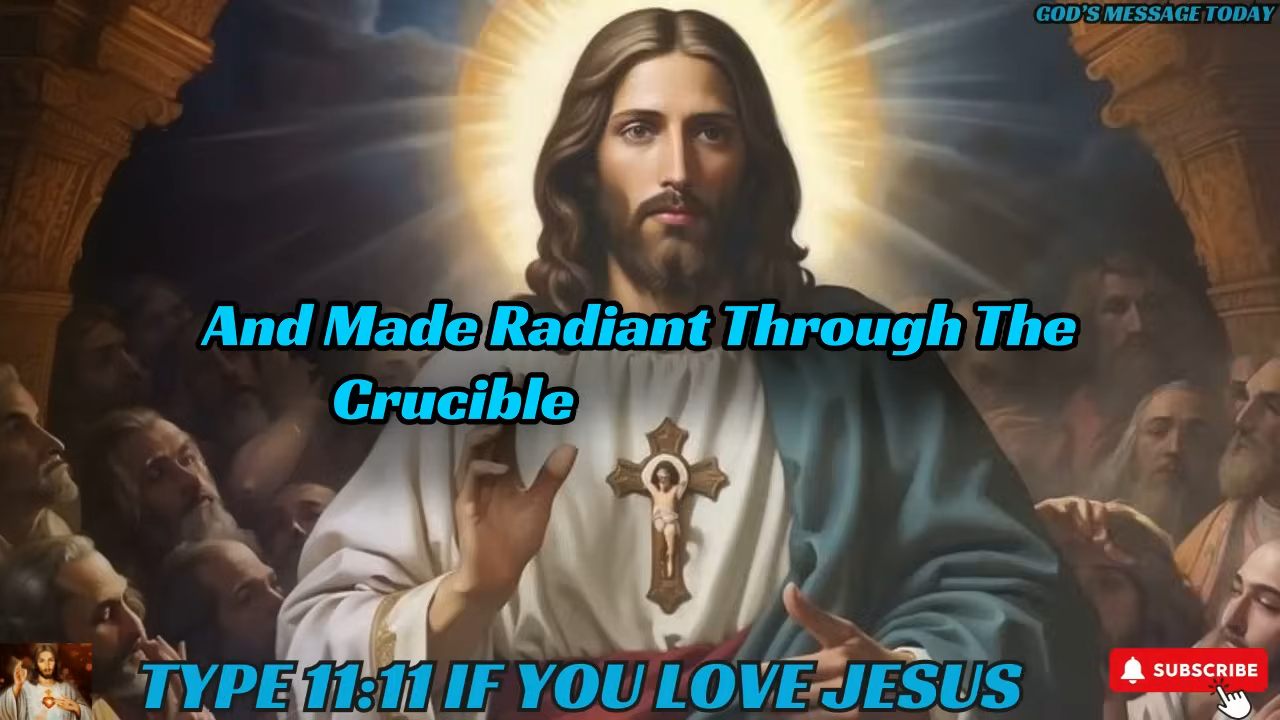 GOD'S MESSAGE TODAY
And Made Radiant Through The
Crucible
TYPE 11:11 IF YOU LOVE JESUS
SUBSCRIBE